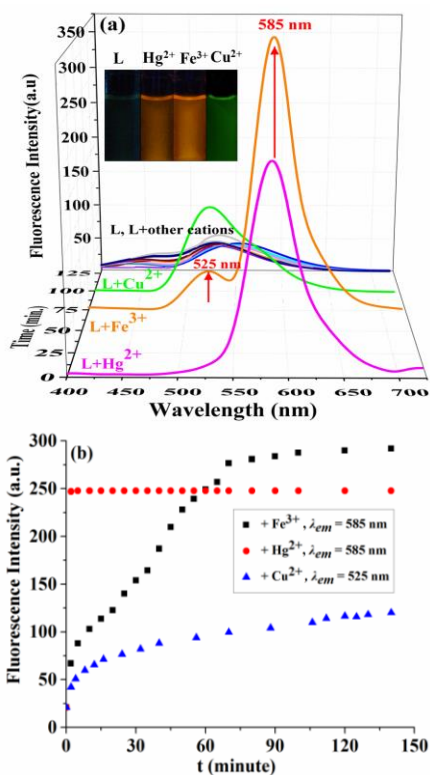 (a)
585 nm
L Hg²⁺ Fe³⁺ Cu²⁺
Fluorescence Intensity(a.u)
350
300
250
200
150
100
50
0
L, L+other cations
525 nm
L+Cu²⁺
L+Fe³⁺
L+Hg²⁺
Time(min.)
125
100
75
50
25
0
400 450 500 550 600 650 700
Wavelength (nm)
(b)
Fluorescence Intensity (a.u.)
300
250
200
150
100
50
0
+ Fe³⁺ , λem = 585 nm
+ Hg²⁺ , λem = 585 nm
+ Cu²⁺ , λem = 525 nm
0 30 60 90 120 150
t (minute)